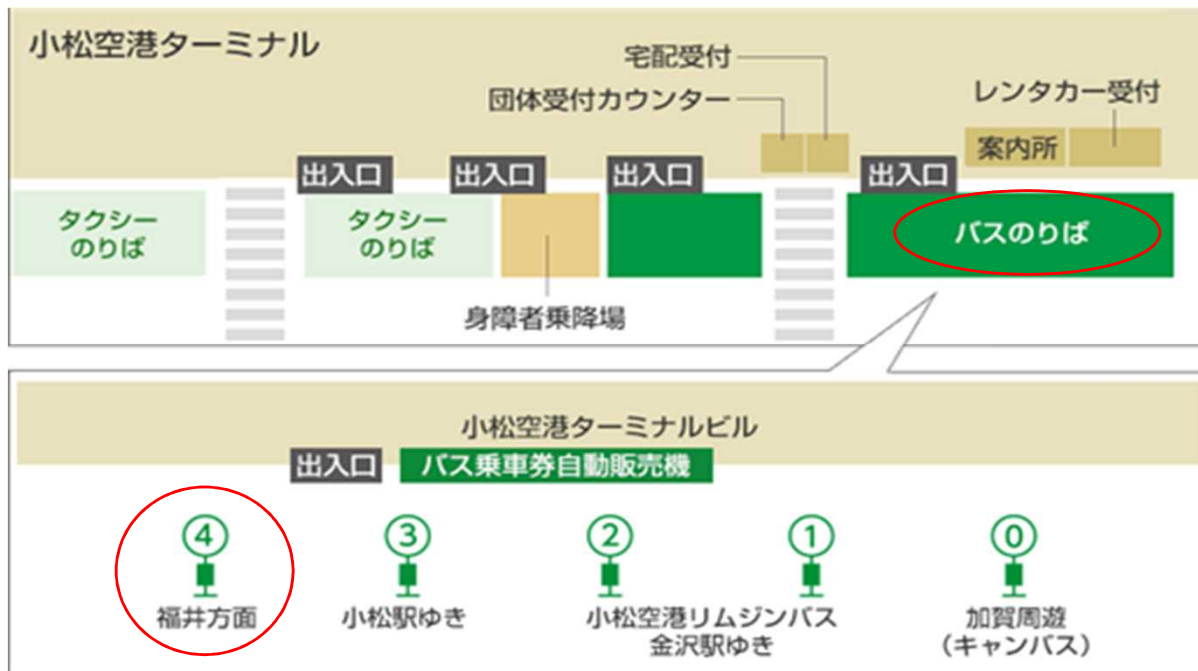 小松空港ターミナル
宅配受付
団体受付カウンター
レンタカー受付
案内所
出入口
出入口
出入口
出入口
タクシー
のりば
タクシー
のりば
バスのりば
身障者乗降場
小松空港ターミナルビル
出入口
バス乗車券自動販売機
④
③
②
①
⓪
福井方面
小松駅ゆき
小松空港リムジンバス
金沢駅ゆき
加賀周遊
(キャンバス)